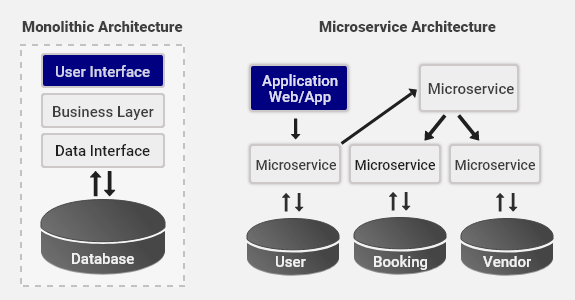 Monolithic Architecture
User Interface
Business Layer
Data Interface
Database
Microservice Architecture
Application
Web/App
Microservice
Microservice
Microservice
Microservice
User
Booking
Vendor